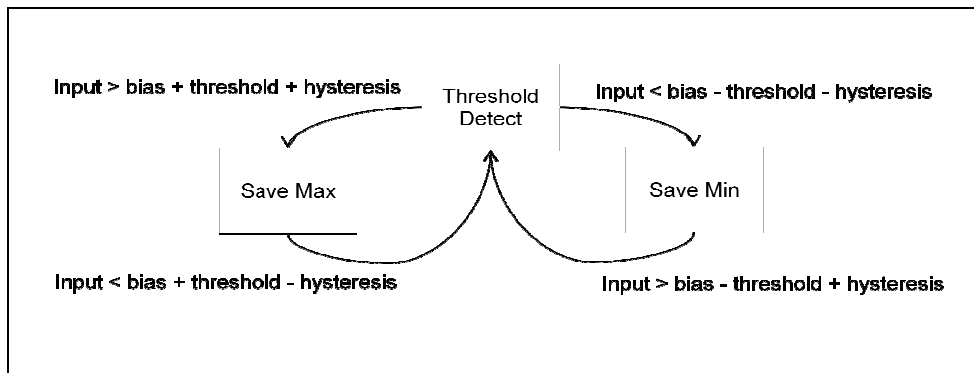 Input > bias + threshold + hysteresis
Threshold
Detect
Input < bias - threshold - hysteresis
Save Max
Save Min
Input < bias + threshold - hysteresis
Input > bias - threshold + hysteresis